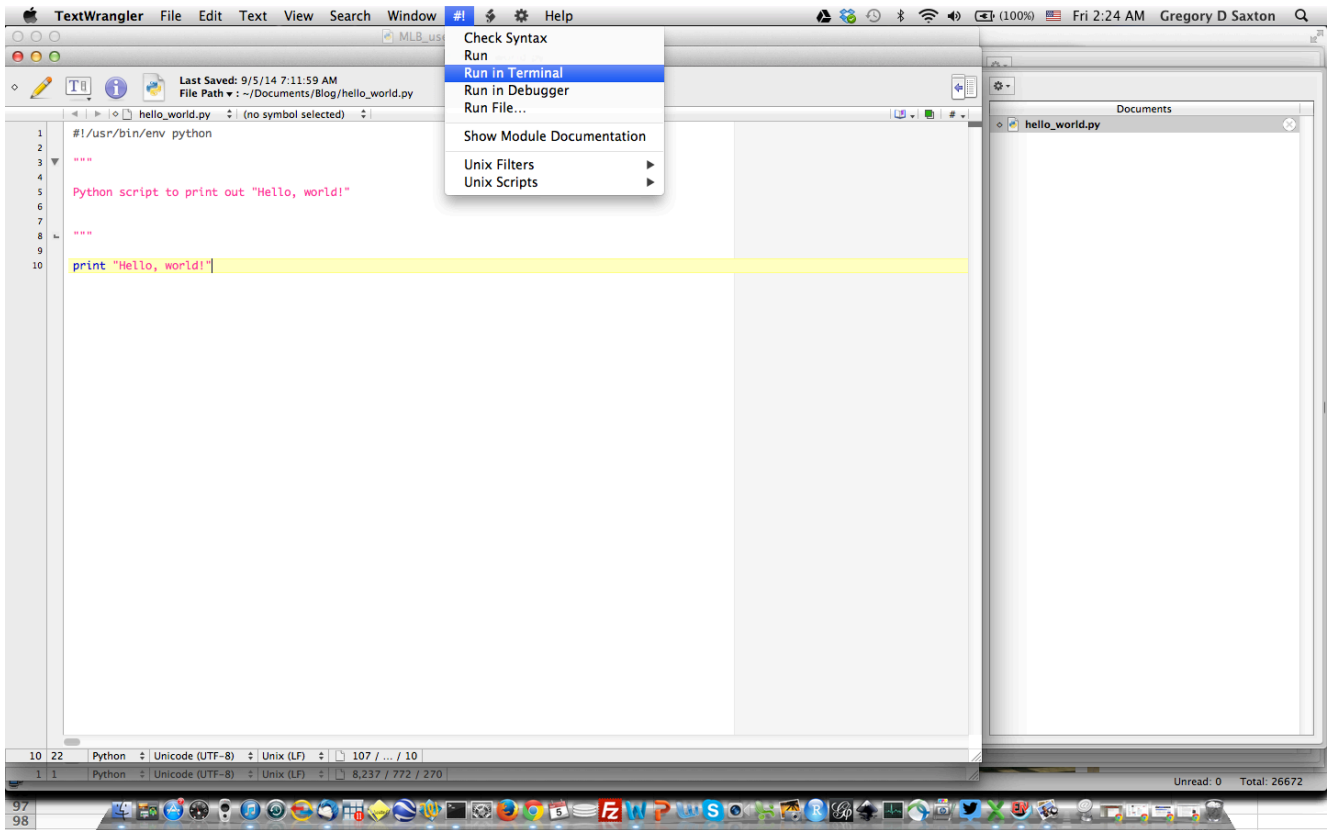 TextWrangler File Edit Text View Search Window #! Help (100%) Fri 2:24 AM Gregory D Saxton
MLB_use
Check Syntax
Run
Run in Terminal
Run in Debugger
Run File...
Show Module Documentation
Unix Filters
Unix Scripts
Last Saved: 9/5/14 7:11:59 AM
File Path ▾ : ~/Documents/Blog/hello_world.py
hello_world.py (no symbol selected) # 
1 #!/usr/bin/env python
2
3 """
4
5 Python script to print out "Hello, world!"
6
7
8 """
9
10 print "Hello, world!"
Documents
hello_world.py
10 22 Python Unicode (UTF-8) Unix (LF) 107 / ... / 10
1 1 Python Unicode (UTF-8) Unix (LF) 8,237 / 772 / 270
Unread: 0 Total: 26672
97
98